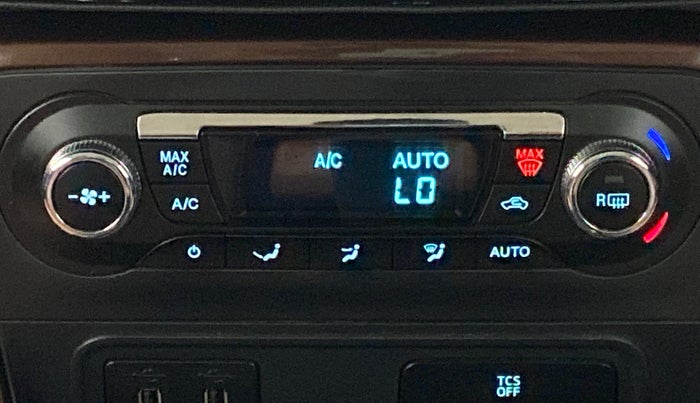 MAX
A/C
A/C
AUTO
MAX
A/C
LO
- +
R
AUTO
TCS
OFF